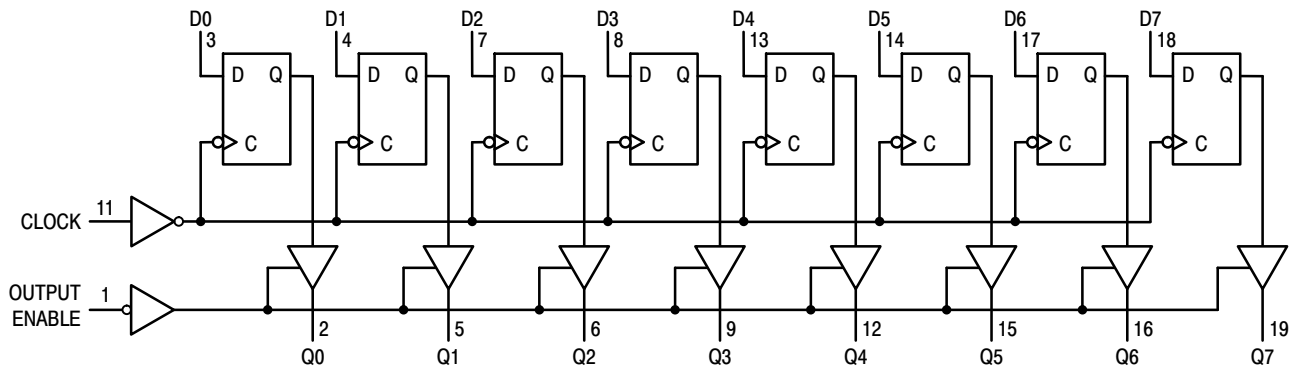 D0 D1 D2 D3 D4 D5 D6 D7
3 4 7 8 13 14 17 18
D Q D Q D Q D Q D Q D Q D Q D Q
C C C C C C C C
CLOCK 11
OUTPUT ENABLE 1
2 5 6 9 12 15 16 19
Q0 Q1 Q2 Q3 Q4 Q5 Q6 Q7